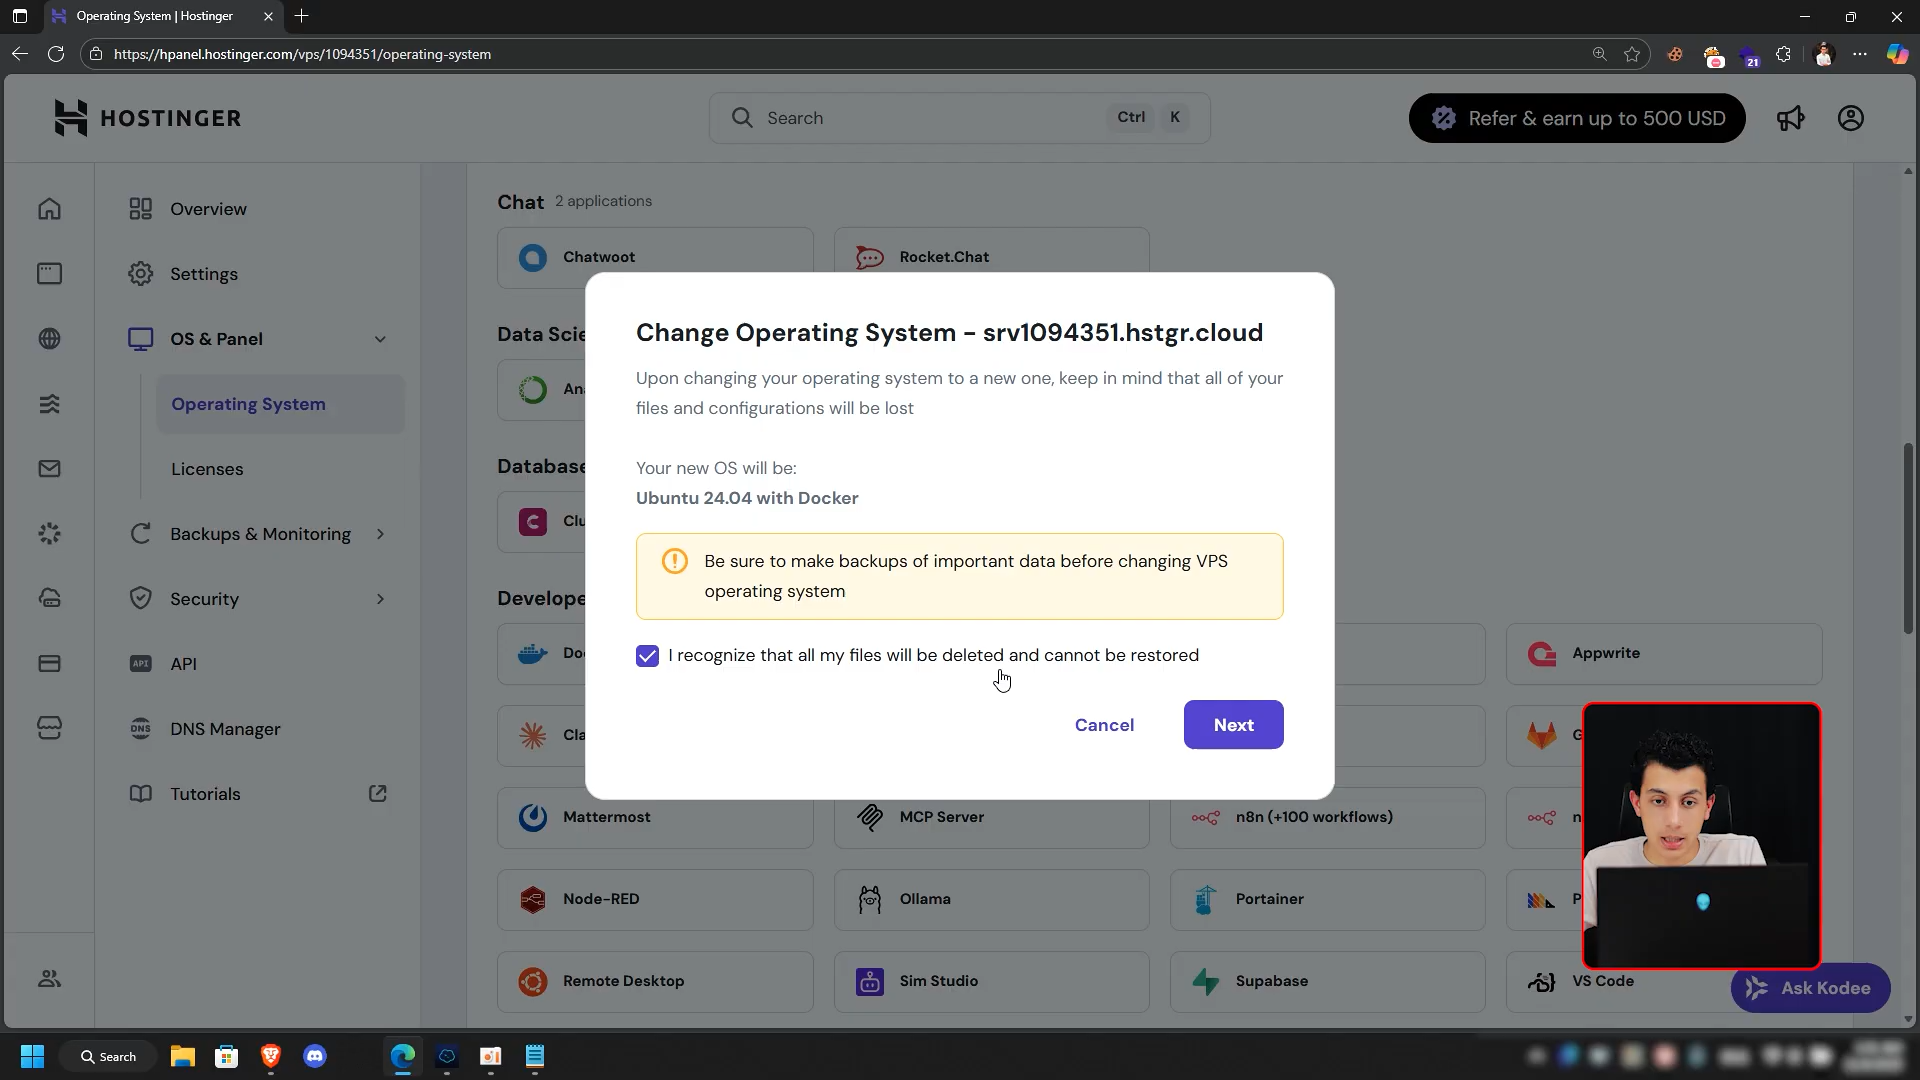 Operating System | Hostinger
https://hpanel.hostinger.com/vps/1094351/operating-system
21
HOSTINGER
Search
Ctrl
K
Refer & earn up to 500 USD
Overview
Settings
OS & Panel
Operating System
Licenses
Backups & Monitoring
Security
API
API
DNS
DNS Manager
Tutorials
Chat 2 applications
Chatwoot
Rocket.Chat
Change Operating System - srv1094351.hstgr.cloud
Upon changing your operating system to a new one, keep in mind that all of your
files and configurations will be lost
Your new OS will be:
Ubuntu 24.04 with Docker
Be sure to make backups of important data before changing VPS
operating system
I recognize that all my files will be deleted and cannot be restored
Cancel
Next
Appwrite
Mattermost
MCP Server
n8n (+100 workflows)
Node-RED
Ollama
Portainer
Remote Desktop
Sim Studio
Supabase
VS Code
Ask Kodee
Search